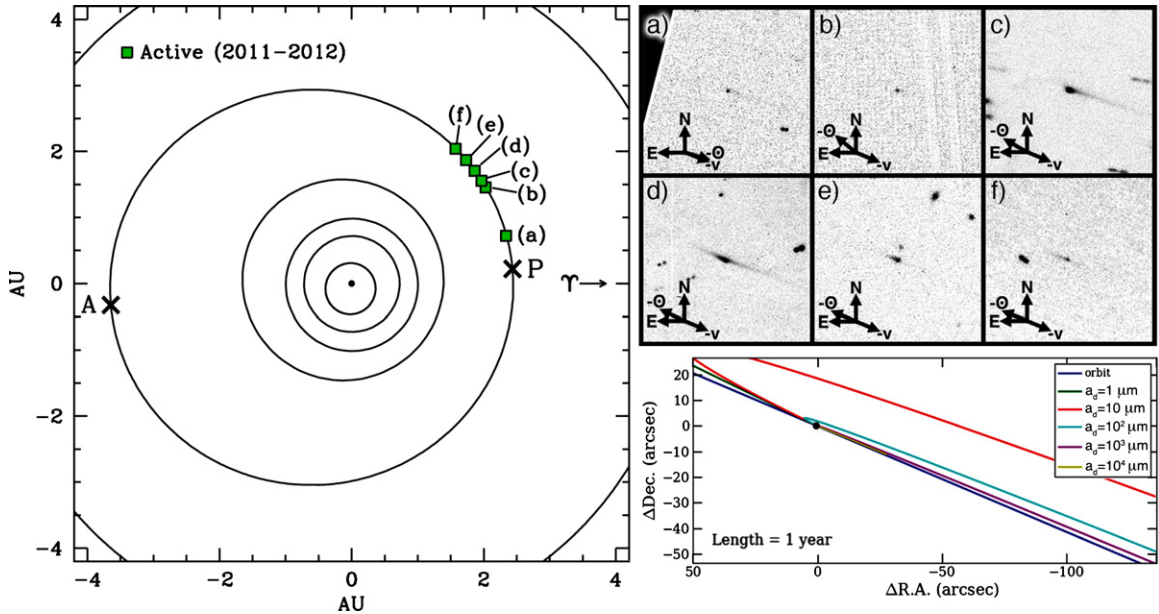 Active (2011−2012)
(f)
(e)
(d)
(c)
(b)
(a)
P
A
♈→
4
2
0
−2
−4
AU
−4
−2
0
2
4
AU
a)
N
E
-⊙
-v
b)
N
-⊙
E
-v
c)
N
-⊙
E
-v
d)
N
-⊙
E
-v
e)
N
-⊙
E
-v
f)
N
-⊙
E
-v
orbit
a_d=1 μm
a_d=10 μm
a_d=10² μm
a_d=10³ μm
a_d=10⁴ μm
ΔDec. (arcsec)
20
10
0
−10
−20
−30
−40
−50
Length = 1 year
50
0
−50
−100
ΔR.A. (arcsec)